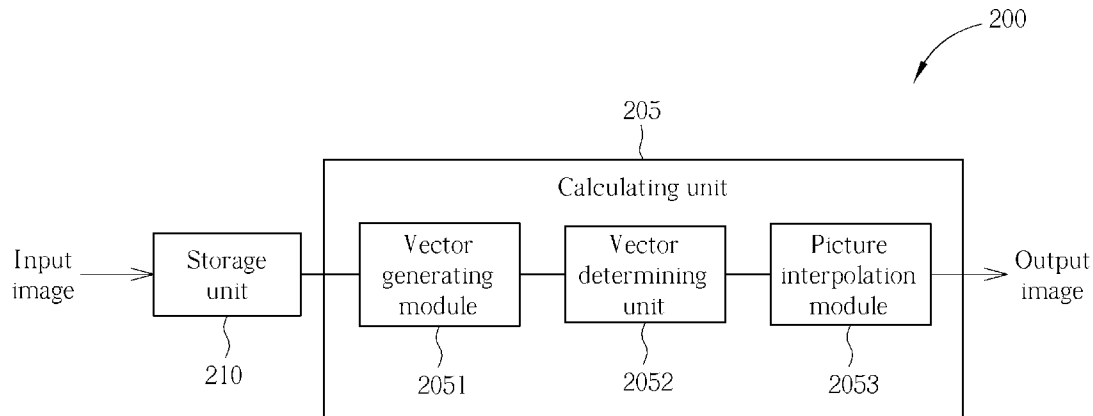 200
205
Calculating unit
Input
image
Storage
unit
Vector
generating
module
Vector
determining
unit
Picture
interpolation
module
Output
image
210
2051
2052
2053